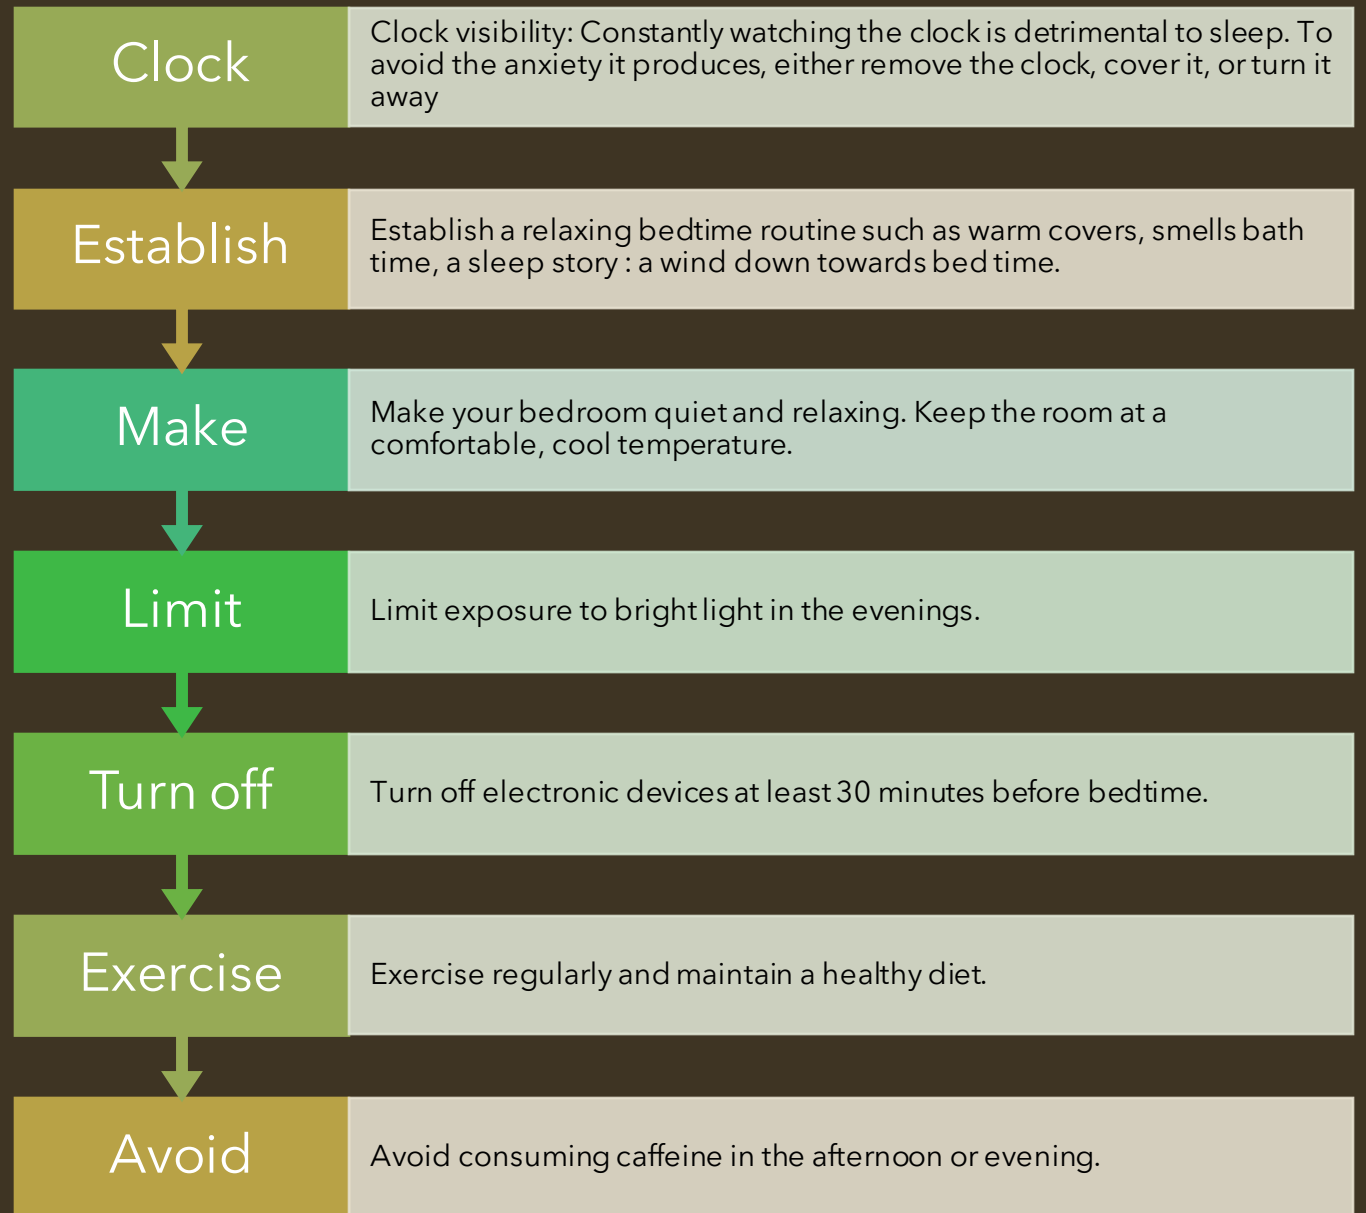 Clock
Clock visibility: Constantly watching the clock is detrimental to sleep. To
avoid the anxiety it produces, either remove the clock, cover it, or turn it
away
Establish
Establish a relaxing bedtime routine such as warm covers, smells bath
time, a sleep story : a wind down towards bed time.
Make
Make your bedroom quiet and relaxing. Keep the room at a
comfortable, cool temperature.
Limit
Limit exposure to bright light in the evenings.
Turn off
Turn off electronic devices at least 30 minutes before bedtime.
Exercise
Exercise regularly and maintain a healthy diet.
Avoid
Avoid consuming caffeine in the afternoon or evening.